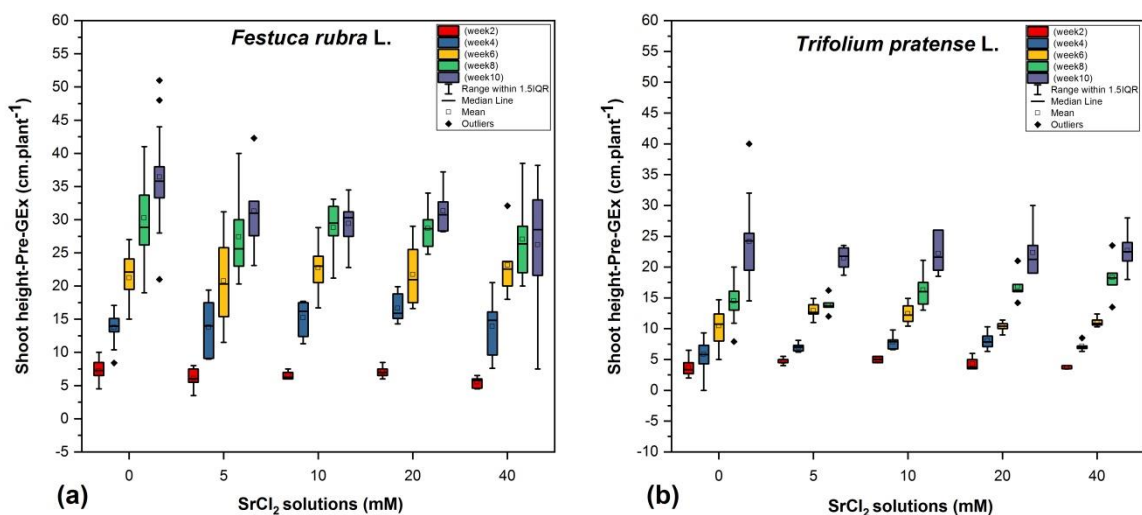 Festuca rubra L.
(week2)
(week4)
(week6)
(week8)
(week10)
Range within 1.5IQR
Median Line
Mean
Outliers
Shoot height-Pre-GEx (cm.plant⁻¹)
60
55
50
45
40
35
30
25
20
15
10
5
0
-5
0 5 10 20 40
SrCl₂ solutions (mM)
(a)
Trifolium pratense L.
(week2)
(week4)
(week6)
(week8)
(week10)
Range within 1.5IQR
Median Line
Mean
Outliers
Shoot height-Pre-GEx (cm.plant⁻¹)
60
55
50
45
40
35
30
25
20
15
10
5
0
-5
-10
0 5 10 20 40
SrCl₂ solutions (mM)
(b)